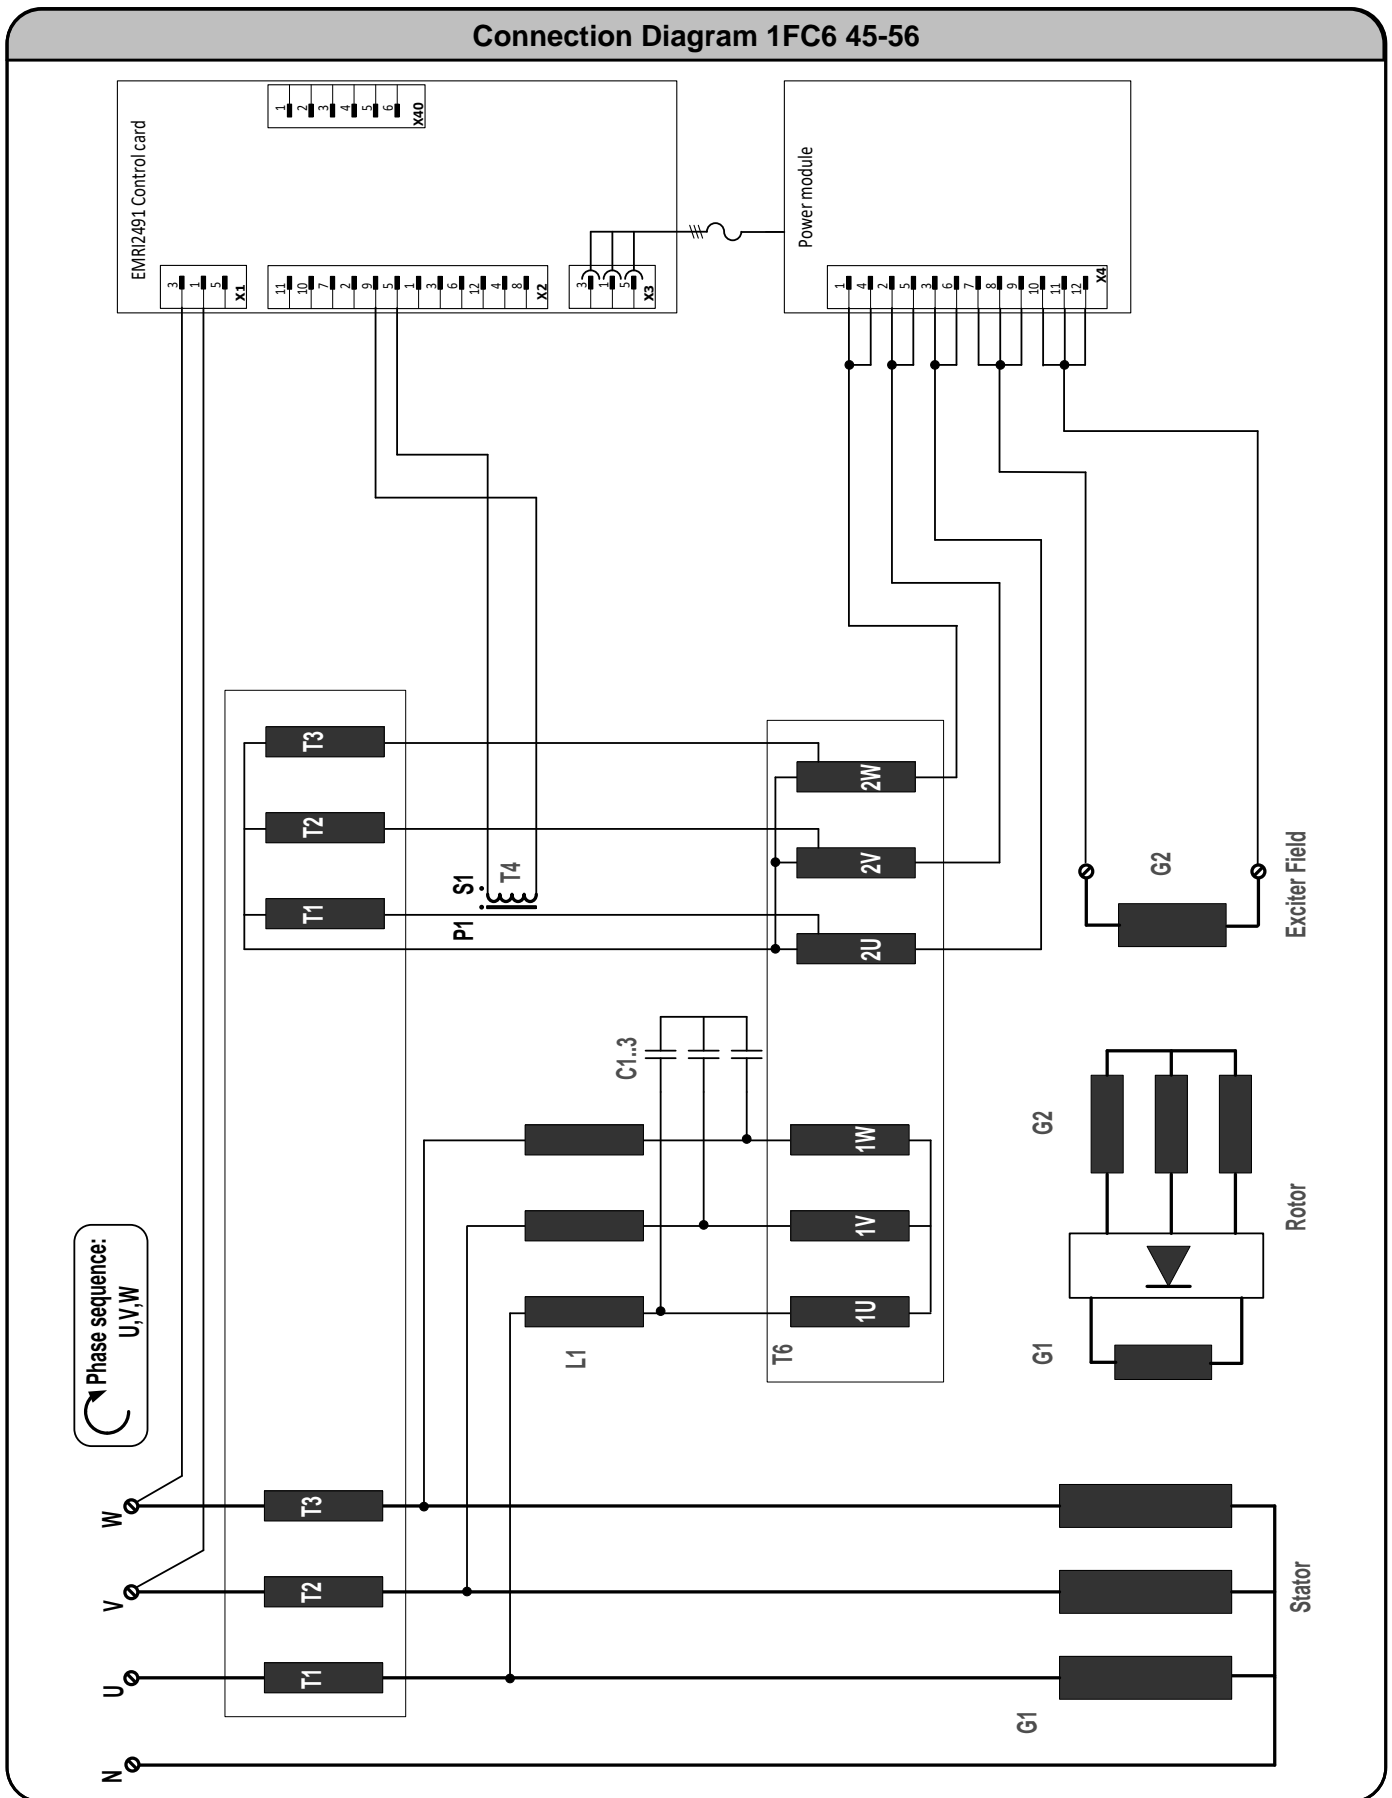 Connection Diagram 1FC6 45-56
EMRI2491 Control card
1
2
3
4
5
6
X40
3
1
5
X1
11
10
7
2
9
5
1
3
6
12
4
8
X2
3
1
5
X3
Power module
1
4
2
5
3
6
7
8
9
10
11
12
X4
T3
T2
T1
P1
S1
T4
2W
2V
2U
G2
Exciter Field
C1..3
1W
1V
1U
L1
T6
G2
Rotor
G1
Phase sequence:
U,V,W
W
V
U
N
T3
T2
T1
G1
Stator